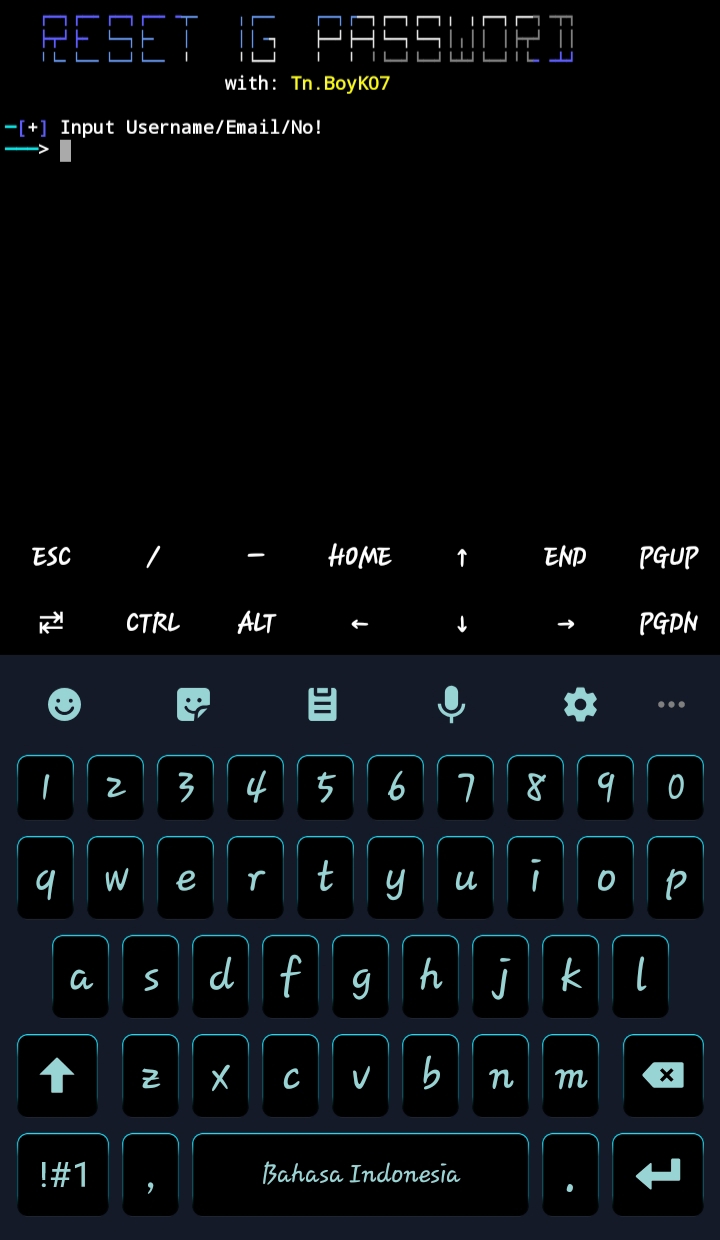 RESET IG PASSWORD
with: Tn.BoyK07
─[+] Input Username/Email/No!
───>
ESC / — HOME ↑ END PGUP
⇄ CTRL ALT ← ↓ → PGDN
1 2 3 4 5 6 7 8 9 0
q w e r t y u i o p
a s d f g h j k l
z x c v b n m
!#1 , Bahasa Indonesia .